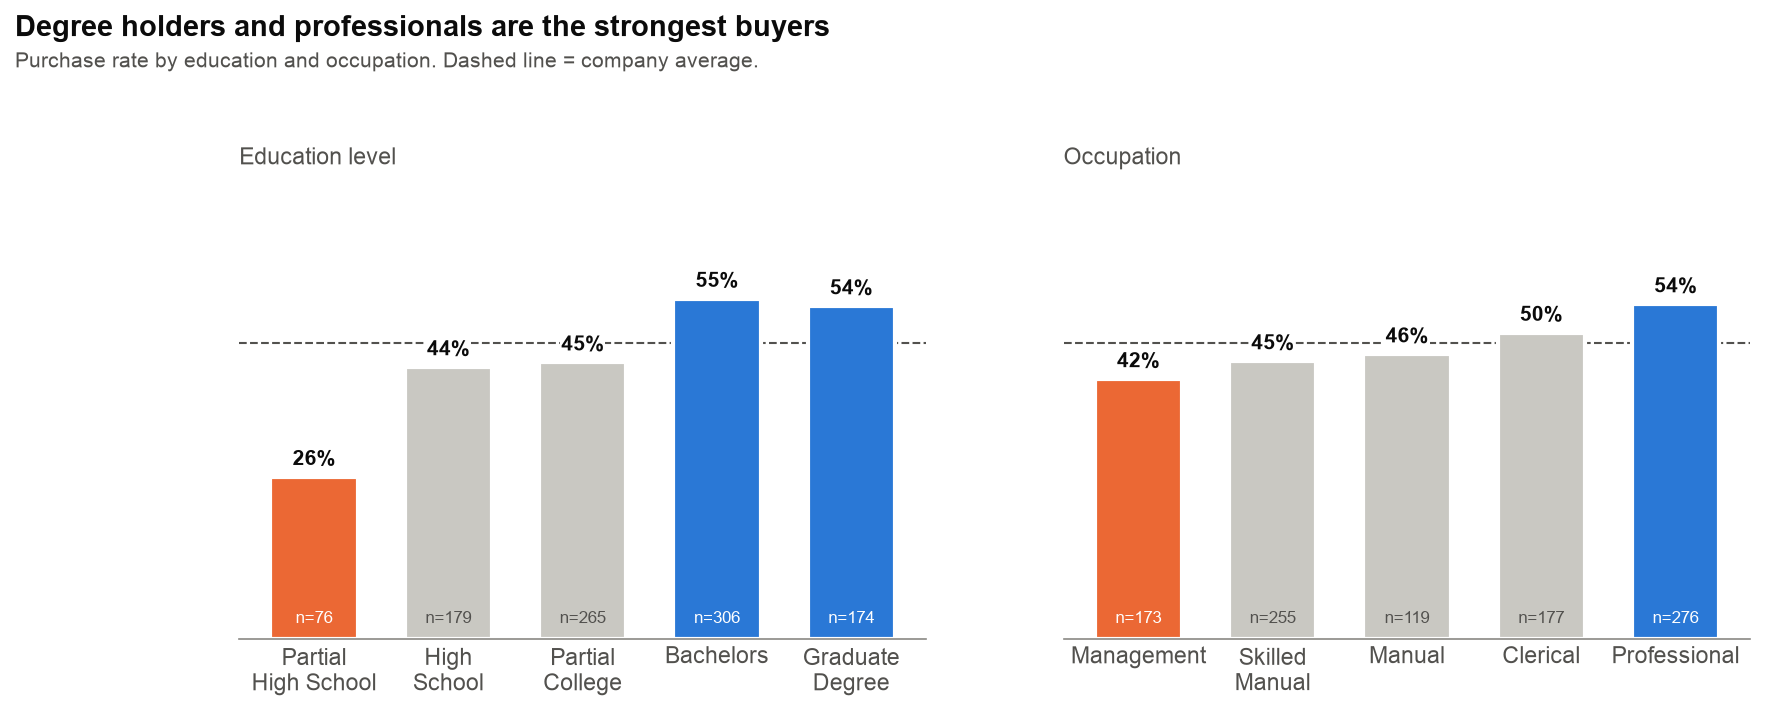 Degree holders and professionals are the strongest buyers
Purchase rate by education and occupation. Dashed line = company average.
Education level
26%
44%
45%
55%
54%
n=76
n=179
n=265
n=306
n=174
Partial
High School
High
School
Partial
College
Bachelors
Graduate
Degree
Occupation
42%
45%
46%
50%
54%
n=173
n=255
n=119
n=177
n=276
Management
Skilled
Manual
Manual
Clerical
Professional